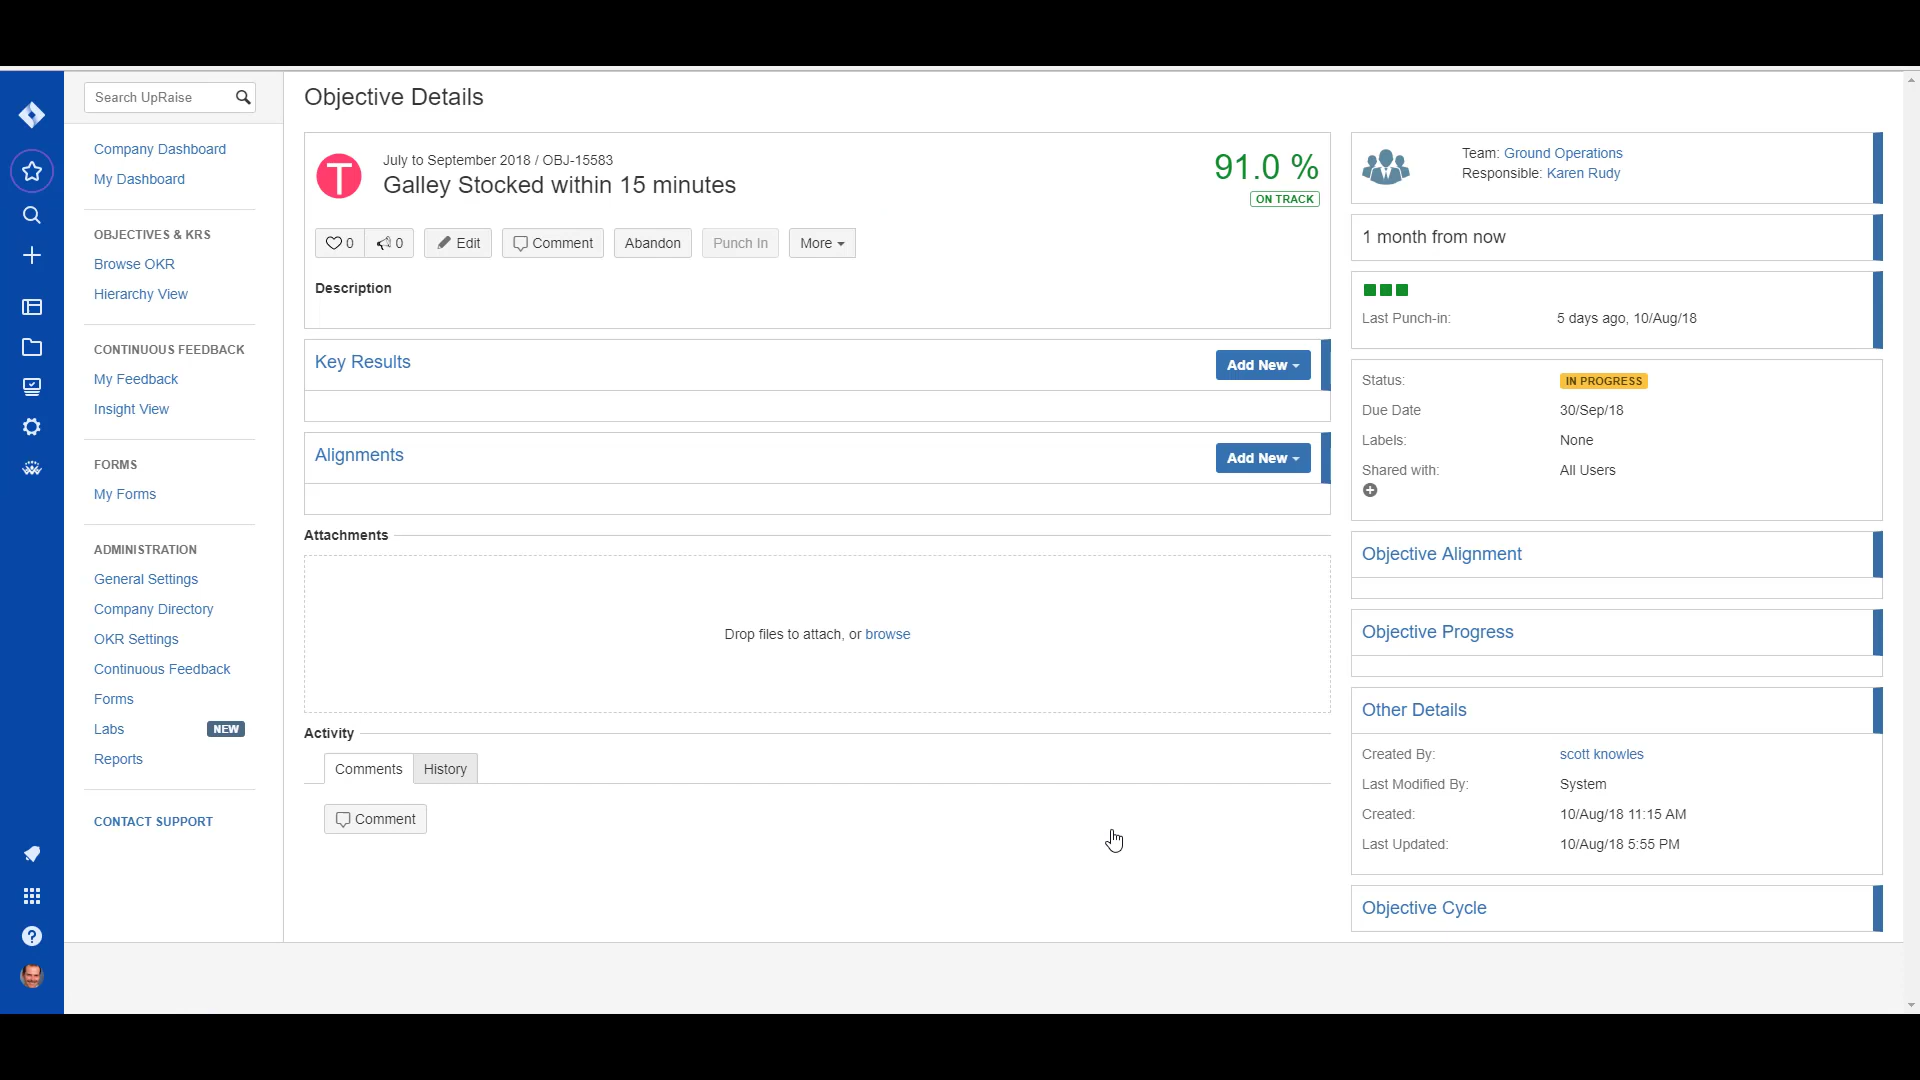 Search UpRaise
Company Dashboard
My Dashboard
OBJECTIVES & KRS
Browse OKR
Hierarchy View
CONTINUOUS FEEDBACK
My Feedback
Insight View
FORMS
My Forms
ADMINISTRATION
General Settings
Company Directory
OKR Settings
Continuous Feedback
Forms
Labs NEW
Reports
CONTACT SUPPORT
Objective Details
T
July to September 2018 / OBJ-15583
Galley Stocked within 15 minutes
91.0 %
ON TRACK
0 0 Edit Comment Abandon Punch In More
Description
Key Results Add New
Alignments Add New
Attachments
Drop files to attach, or browse
Activity
Comments History
Comment
Team: Ground Operations
Responsible: Karen Rudy
1 month from now
Last Punch-in: 5 days ago, 10/Aug/18
Status: IN PROGRESS
Due Date 30/Sep/18
Labels: None
Shared with: All Users
Objective Alignment
Objective Progress
Other Details
Created By: scott knowles
Last Modified By: System
Created: 10/Aug/18 11:15 AM
Last Updated: 10/Aug/18 5:55 PM
Objective Cycle